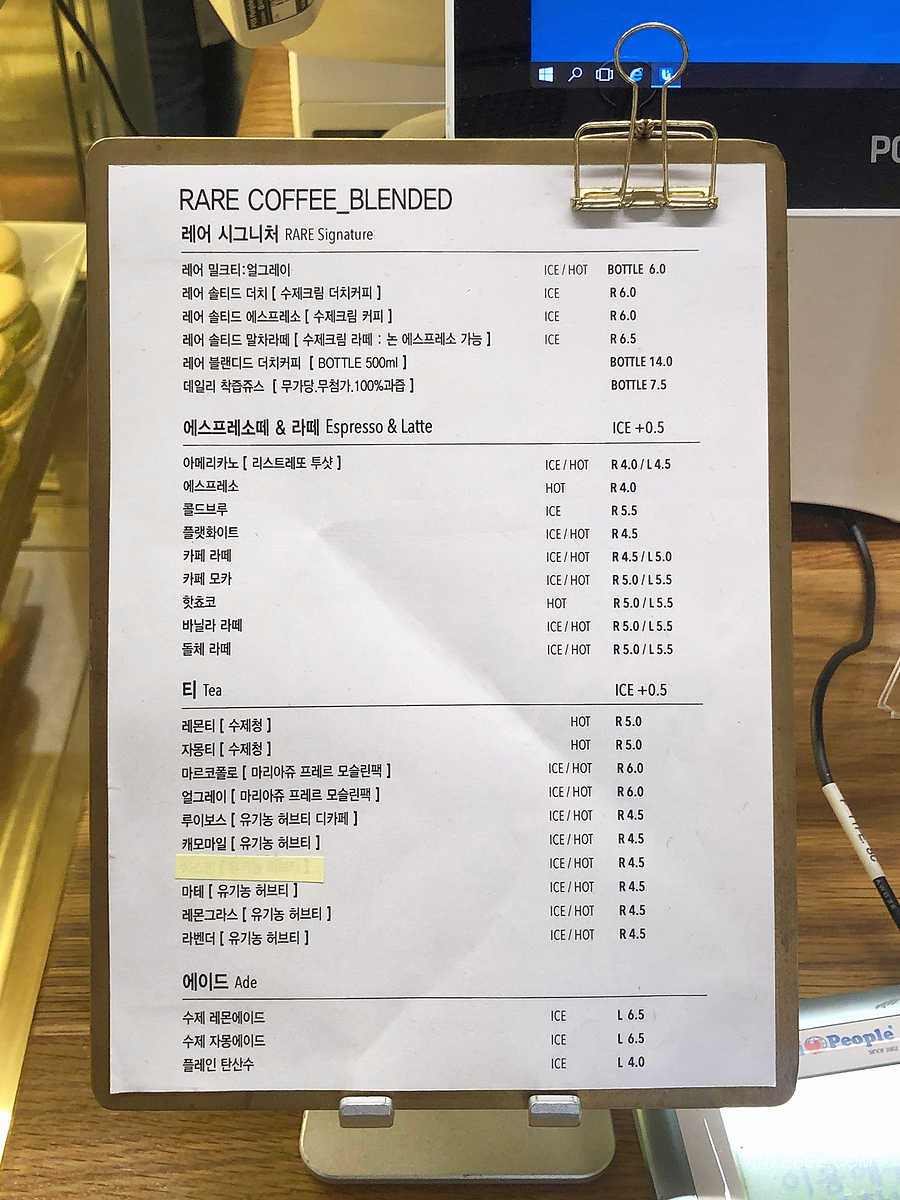 PO
RARE COFFEE_BLENDED
레어 시그니처 RARE Signature
레어 밀크티:얼그레이 ICE / HOT BOTTLE 6.0
레어 솔티드 더치 [ 수제크림 더치커피 ] ICE R 6.0
레어 솔티드 에스프레소 [ 수제크림 커피 ] ICE R 6.0
레어 솔티드 말차라떼 [ 수제크림 라떼 : 논 에스프레소 가능 ] ICE R 6.5
레어 블랜디드 더치커피 [ BOTTLE 500ml ] BOTTLE 14.0
데일리 착즙쥬스 [ 무가당.무첨가.100%과즙 ] BOTTLE 7.5
에스프레소떼 & 라떼 Espresso & Latte ICE +0.5
아메리카노 [ 리스트레또 투샷 ] ICE / HOT R 4.0 / L 4.5
에스프레소 HOT R 4.0
콜드브루 ICE R 5.5
플랫화이트 ICE / HOT R 4.5
카페 라떼 ICE / HOT R 4.5 / L 5.0
카페 모카 ICE / HOT R 5.0 / L 5.5
핫쵸코 HOT R 5.0 / L 5.5
바닐라 라떼 ICE / HOT R 5.0 / L 5.5
돌체 라떼 ICE / HOT R 5.0 / L 5.5
티 Tea ICE +0.5
레몬티 [ 수제청 ] HOT R 5.0
자몽티 [ 수제청 ] HOT R 5.0
마르코폴로 [ 마리아쥬 프레르 모슬린팩 ] ICE / HOT R 6.0
얼그레이 [ 마리아쥬 프레르 모슬린팩 ] ICE / HOT R 6.0
루이보스 [ 유기농 허브티 디카페 ] ICE / HOT R 4.5
캐모마일 [ 유기농 허브티 ] ICE / HOT R 4.5
ICE / HOT R 4.5
마테 [ 유기농 허브티 ] ICE / HOT R 4.5
레몬그라스 [ 유기농 허브티 ] ICE / HOT R 4.5
라벤더 [ 유기농 허브티 ] ICE / HOT R 4.5
에이드 Ade
수제 레몬에이드 ICE L 6.5
수제 자몽에이드 ICE L 6.5
플레인 탄산수 ICE L 4.0
People
SINCE 2002